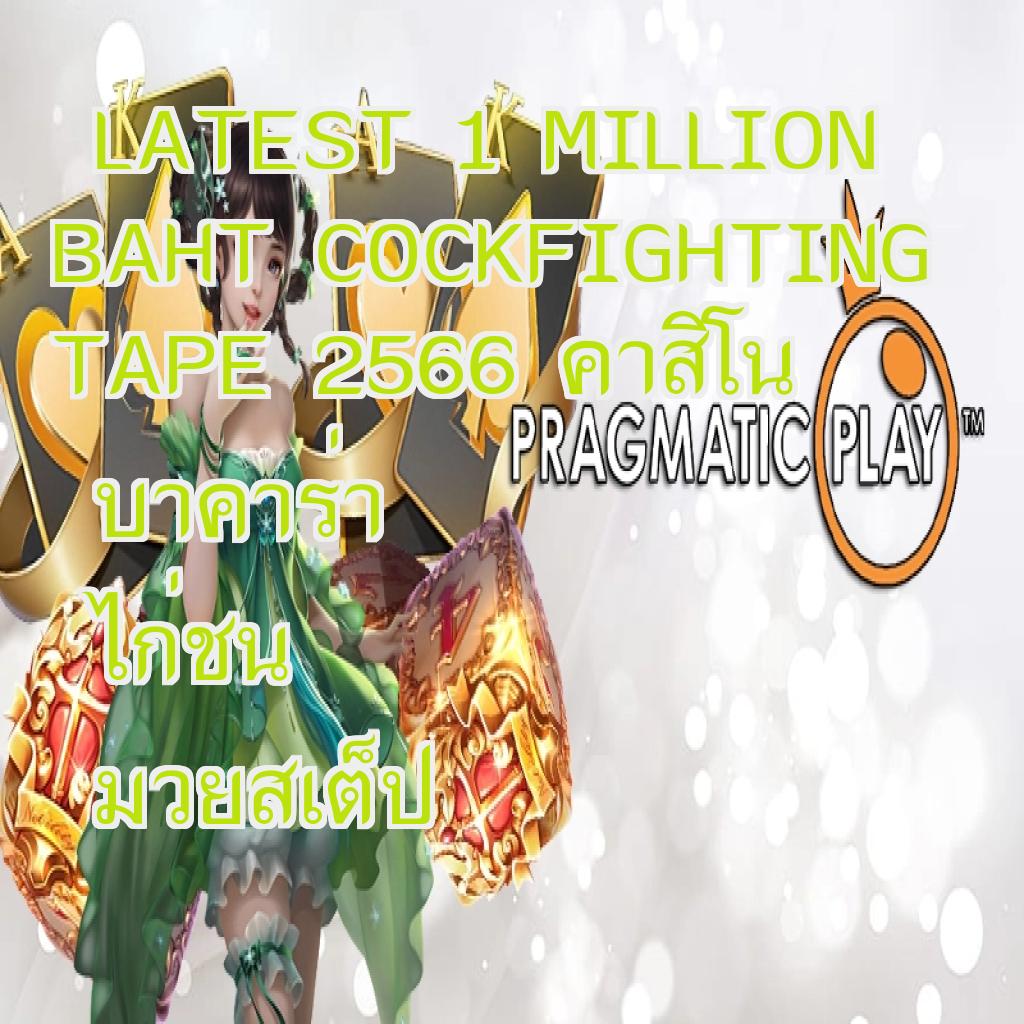 LATEST 1 MILLION
BAHT COCKFIGHTING
TAPE 2566 คาสิโน
PRAGMATIC PLAY™
บาคาร่า
ไก่ชน
มวยสเต็ป
K
A
K
A